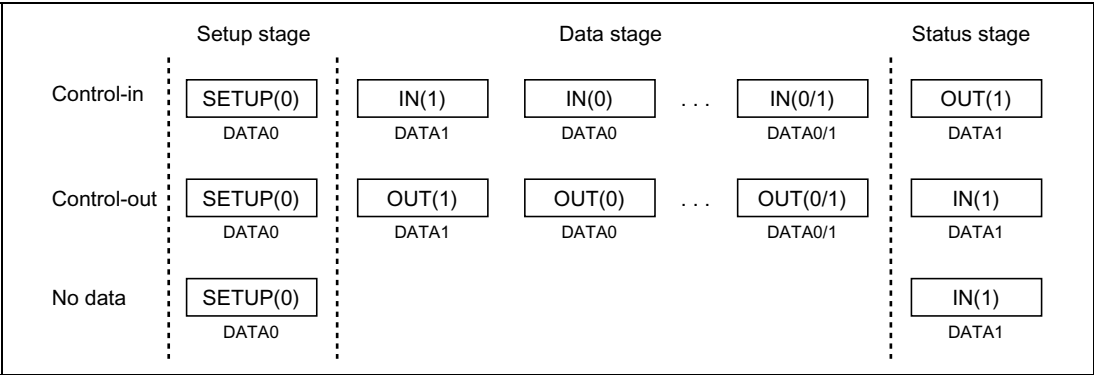 Setup stage Data stage Status stage
Control-in SETUP(0) IN(1) IN(0) . . . IN(0/1) OUT(1)
DATA0 DATA1 DATA0 DATA0/1 DATA1
Control-out SETUP(0) OUT(1) OUT(0) . . . OUT(0/1) IN(1)
DATA0 DATA1 DATA0 DATA0/1 DATA1
No data SETUP(0) IN(1)
DATA0 DATA1